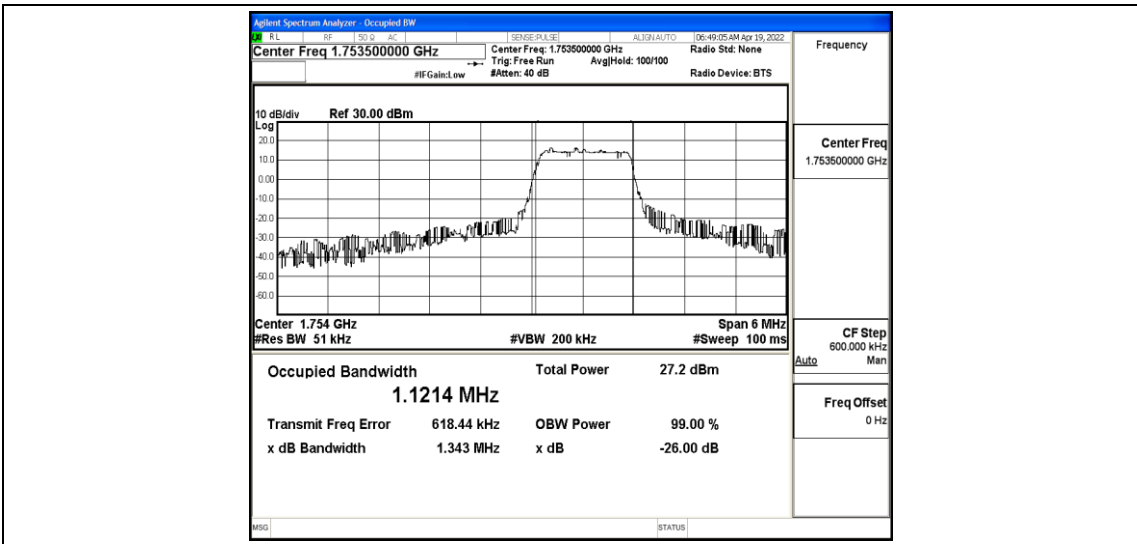 Agilent Spectrum Analyzer - Occupied BW
LXI RL RF 50 Ω AC SENSE:PULSE ALIGNAUTO 06:49:05 AM Apr 19, 2022
Center Freq 1.753500000 GHz Center Freq: 1.753500000 GHz Radio Std: None
Trig: Free Run Avg|Hold: 100/100
#IFGain:Low #Atten: 40 dB Radio Device: BTS
Frequency
10 dB/div Ref 30.00 dBm
Log
20.0
10.0
0.00
-10.0
-20.0
-30.0
-40.0
-50.0
-60.0
Center 1.754 GHz Span 6 MHz
#Res BW 51 kHz #VBW 200 kHz #Sweep 100 ms
Occupied Bandwidth Total Power 27.2 dBm
1.1214 MHz
Transmit Freq Error 618.44 kHz OBW Power 99.00 %
x dB Bandwidth 1.343 MHz x dB -26.00 dB
Center Freq
1.753500000 GHz
CF Step
600.000 kHz
Auto Man
Freq Offset
0 Hz
MSG STATUS